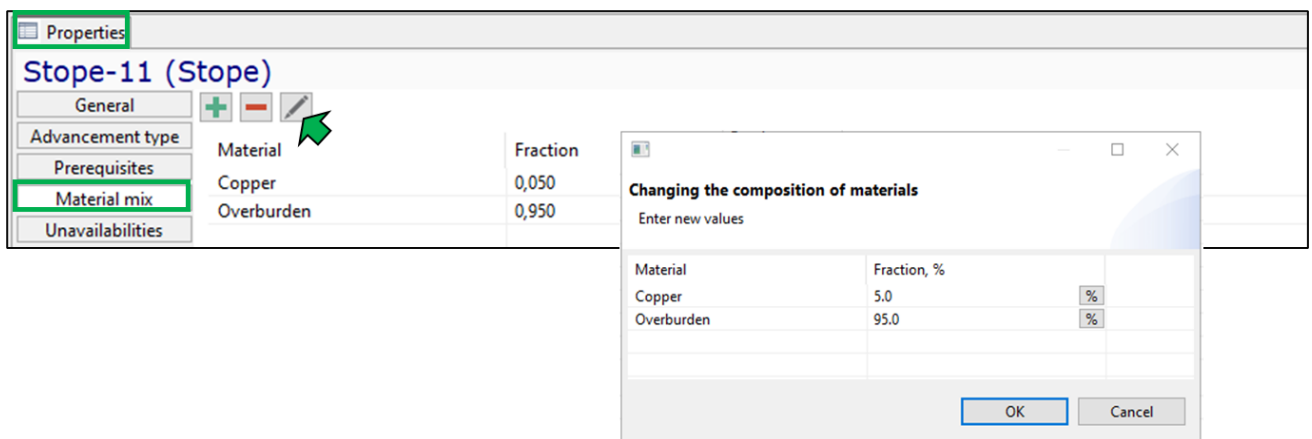 Properties
Stope-11 (Stope)
General
Advancement type
Prerequisites
Material mix
Unavailabilities
Material Fraction
Copper 0,050
Overburden 0,950
Changing the composition of materials
Enter new values
Material Fraction, %
Copper 5.0 %
Overburden 95.0 %
OK Cancel